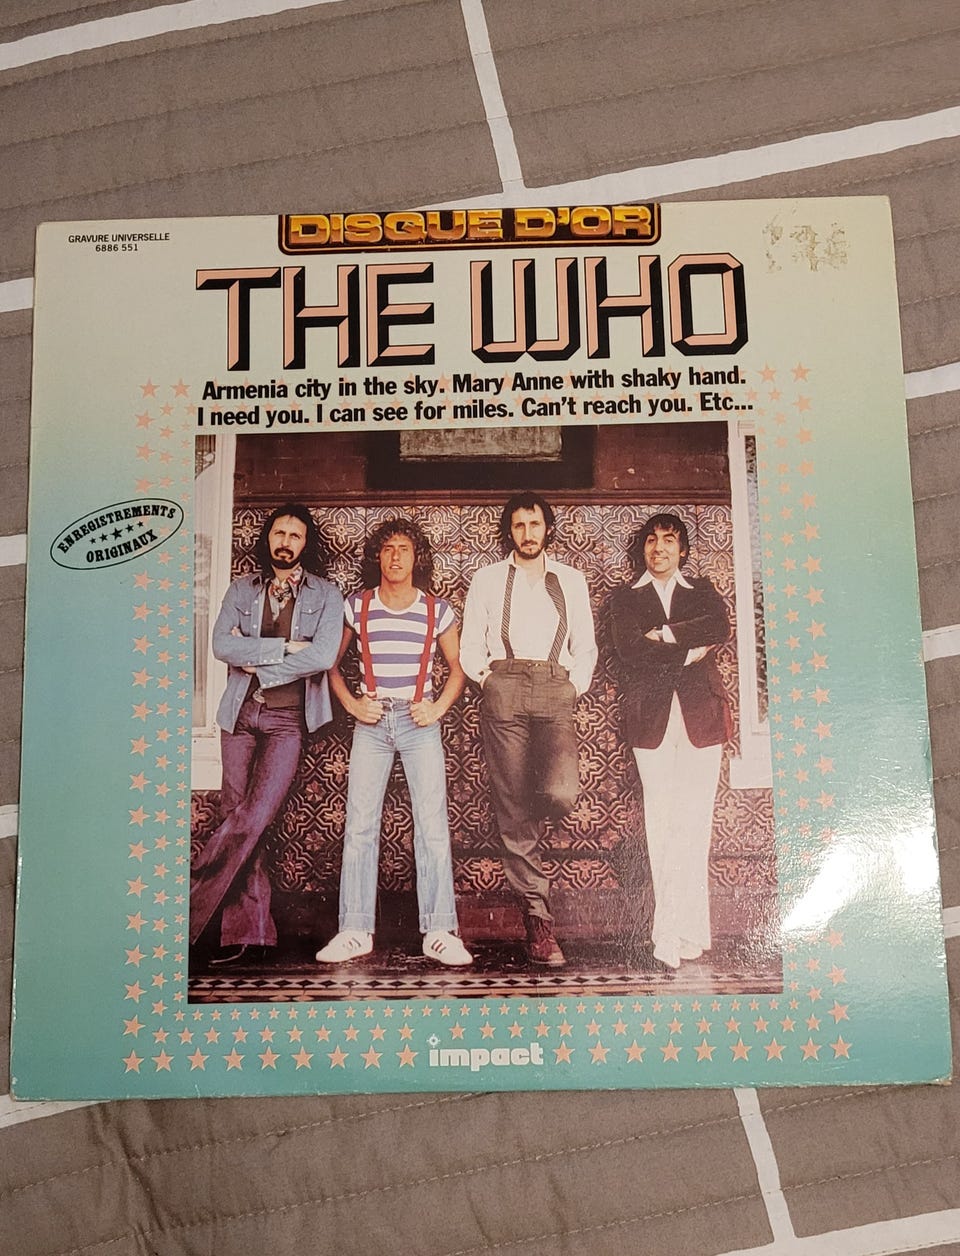 GRAVURE UNIVERSELLE
6886 551
DISQUE D'OR
THE WHO
Armenia city in the sky. Mary Anne with shaky hand.
I need you. I can see for miles. Can't reach you. Etc...
ENREGISTREMENTS
ORIGINAUX
impact